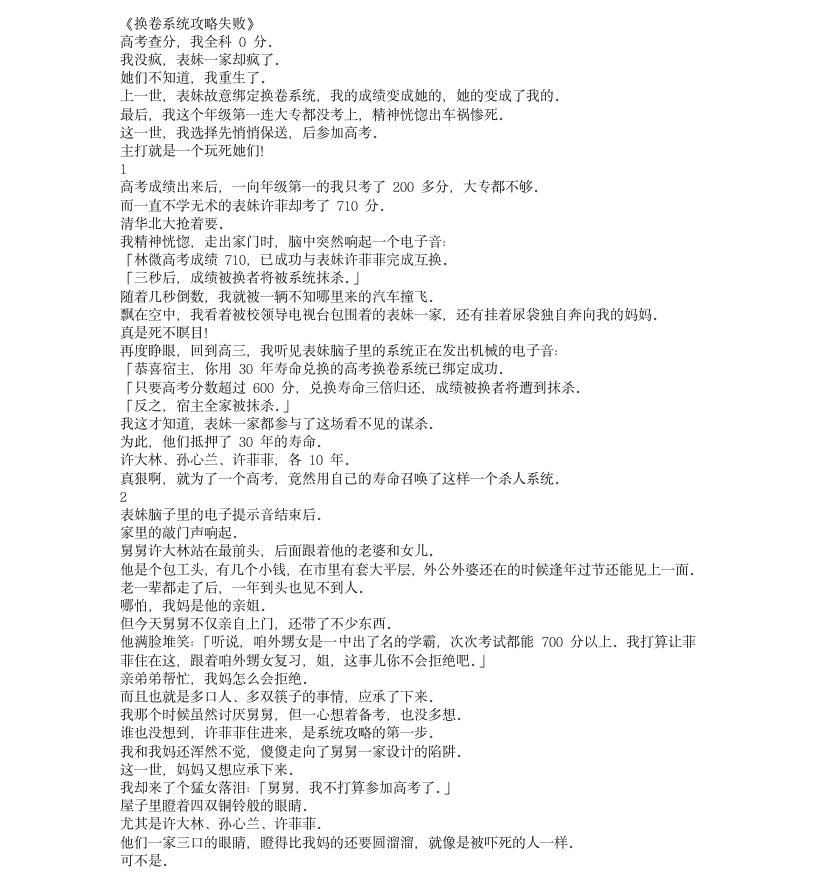 《换卷系统攻略失败》
高考查分，我全科 0 分．
我没疯，表妹一家却疯了．
她们不知道，我重生了．
上一世，表妹故意绑定换卷系统，我的成绩变成她的，她的变成了我的．
最后，我这个年级第一连大专都没考上，精神恍惚出车祸惨死．
这一世，我选择先悄悄保送，后参加高考．
主打就是一个玩死她们！
1
高考成绩出来后，一向年级第一的我只考了 200 多分，大专都不够．
而一直不学无术的表妹许菲却考了 710 分．
清华北大抢着要．
我精神恍惚，走出家门时，脑中突然响起一个电子音：
「林微高考成绩 710，已成功与表妹许菲菲完成互换．
「三秒后，成绩被换者将被系统抹杀．」
随着几秒倒数，我就被一辆不知哪里来的汽车撞飞．
飘在空中，我看着被校领导电视台包围着的表妹一家，还有挂着尿袋独自奔向我的妈妈．
真是死不瞑目！
再度睁眼，回到高三，我听见表妹脑子里的系统正在发出机械的电子音：
「恭喜宿主，你用 30 年寿命兑换的高考换卷系统已绑定成功．
「只要高考分数超过 600 分，兑换寿命三倍归还，成绩被换者将遭到抹杀．
「反之，宿主全家被抹杀．」
我这才知道，表妹一家都参与了这场看不见的谋杀．
为此，他们抵押了 30 年的寿命．
许大林、孙心兰、许菲菲，各 10 年．
真狠啊，就为了一个高考，竟然用自己的寿命召唤了这样一个杀人系统．
2
表妹脑子里的电子提示音结束后．
家里的敲门声响起．
舅舅许大林站在最前头，后面跟着他的老婆和女儿．
他是个包工头，有几个小钱，在市里有套大平层，外公外婆还在的时候逢年过节还能见上一面．
老一辈都走了后，一年到头也见不到人．
哪怕，我妈是他的亲姐．
但今天舅舅不仅亲自上门，还带了不少东西．
他满脸堆笑：「听说，咱外甥女是一中出了名的学霸，次次考试都能 700 分以上．我打算让菲
菲住在这，跟着咱外甥女复习，姐，这事儿你不会拒绝吧．」
亲弟弟帮忙，我妈怎么会拒绝．
而且也就是多口人、多双筷子的事情，应承了下来．
我那个时候虽然讨厌舅舅，但一心想着备考，也没多想．
谁也没想到，许菲菲住进来，是系统攻略的第一步．
我和我妈还浑然不觉，傻傻走向了舅舅一家设计的陷阱．
这一世，妈妈又想应承下来．
我却来了个猛女落泪：「舅舅，我不打算参加高考了．」
屋子里瞪着四双铜铃般的眼睛．
尤其是许大林、孙心兰、许菲菲．
他们一家三口的眼睛，瞪得比我妈的还要圆溜溜，就像是被吓死的人一样．
可不是．